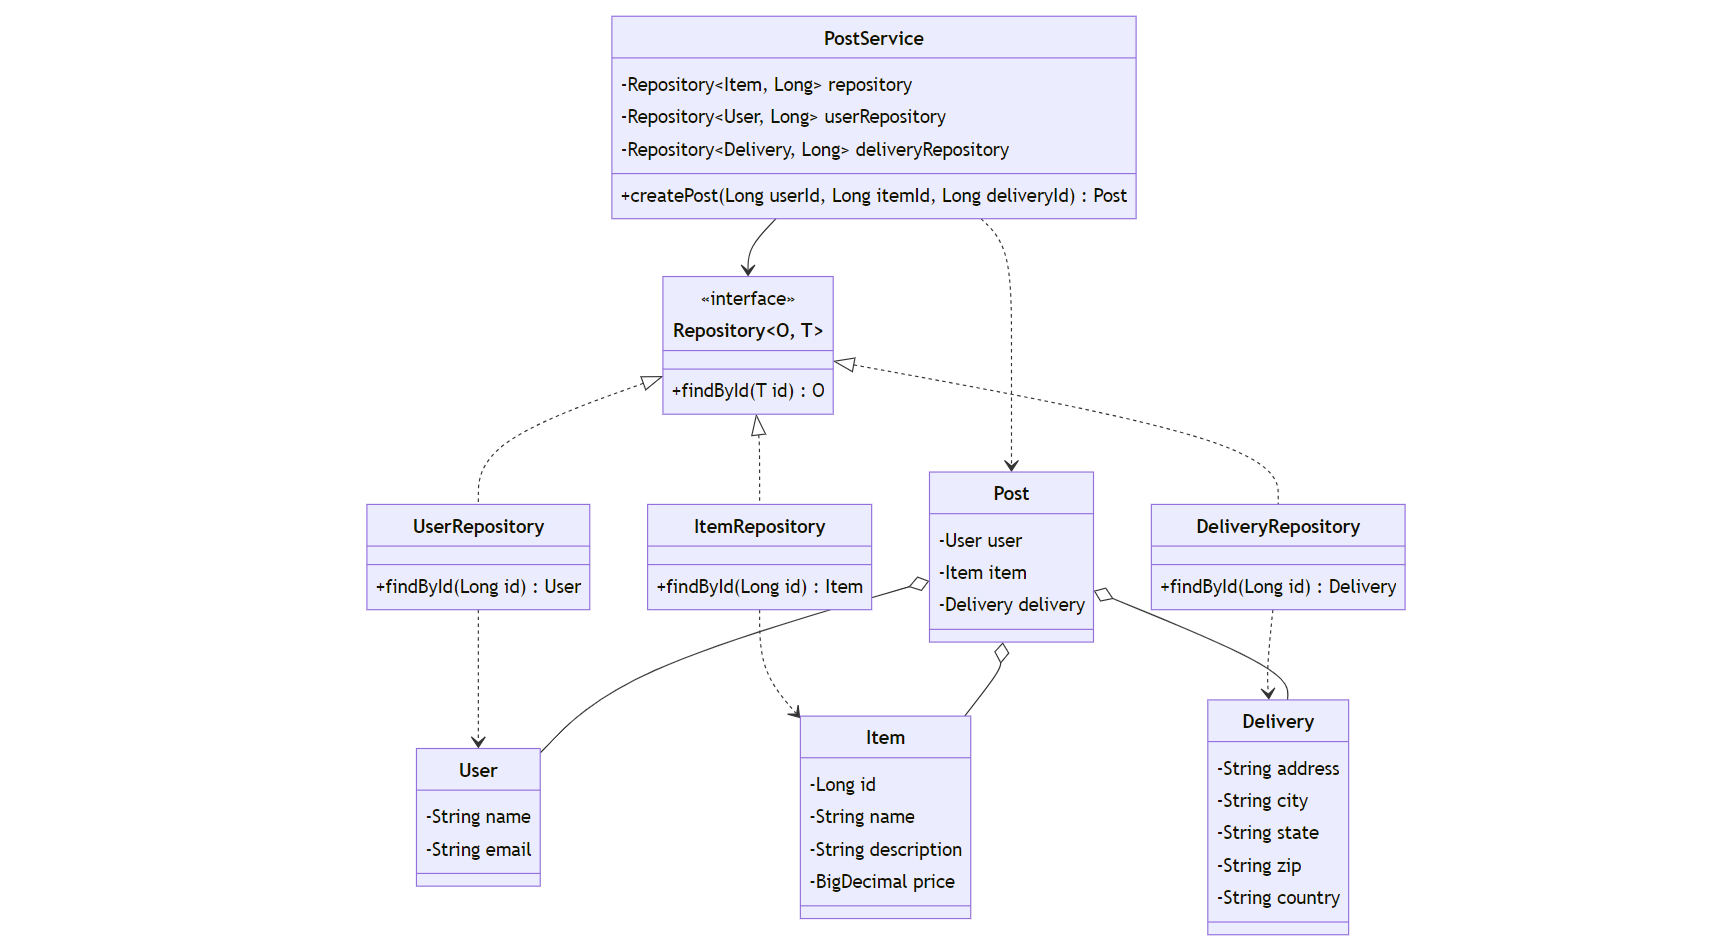 PostService
-Repository<Item, Long> repository
-Repository<User, Long> userRepository
-Repository<Delivery, Long> deliveryRepository
+createPost(Long userId, Long itemId, Long deliveryId) : Post
«interface»
Repository<O, T>
+findById(T id) : O
UserRepository
+findById(Long id) : User
ItemRepository
+findById(Long id) : Item
Post
-User user
-Item item
-Delivery delivery
DeliveryRepository
+findById(Long id) : Delivery
User
-String name
-String email
Item
-Long id
-String name
-String description
-BigDecimal price
Delivery
-String address
-String city
-String state
-String zip
-String country